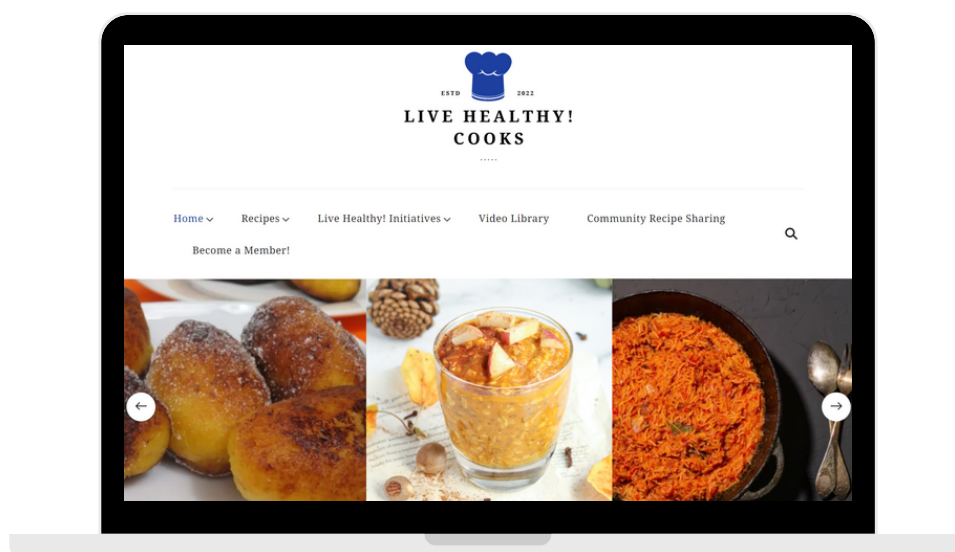 ESTD 2022
LIVE HEALTHY!
COOKS
Home Recipes Live Healthy! Initiatives Video Library Community Recipe Sharing
Become a Member!